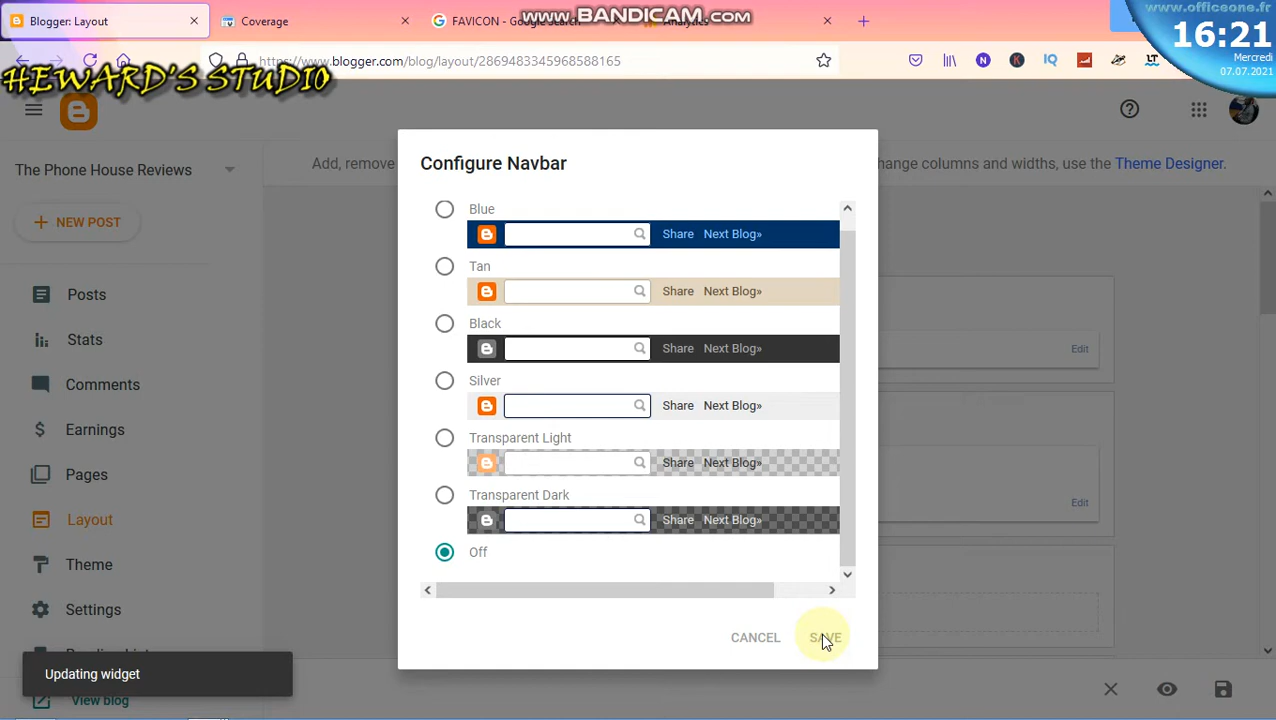 Blogger: Layout
Coverage
FAVICON - Google Search
Analytics
www.BANDICAM.com
www.officeone.fr
16:21
Mercredi
07.07.2021
https://www.blogger.com/blog/layout/2869483345968588165
HEWARD'S STUDIO
The Phone House Reviews
Add, remove
change columns and widths, use the Theme Designer.
NEW POST
Posts
Stats
Comments
Earnings
Pages
Layout
Theme
Settings
View blog
Updating widget
Configure Navbar
Blue
Share Next Blog»
Tan
Share Next Blog»
Black
Share Next Blog»
Silver
Share Next Blog»
Transparent Light
Share Next Blog»
Transparent Dark
Share Next Blog»
Off
CANCEL SAVE
Edit
Edit